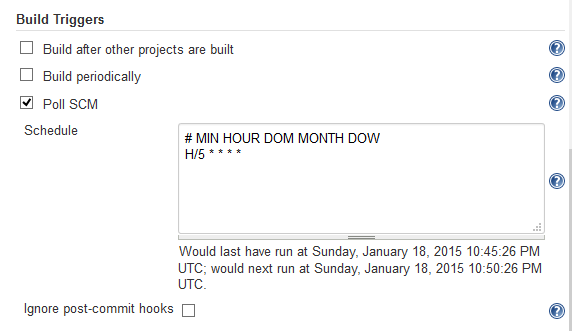 Build Triggers
Build after other projects are built
Build periodically
Poll SCM
Schedule
# MIN HOUR DOM MONTH DOW
H/5 * * * *
Would last have run at Sunday, January 18, 2015 10:45:26 PM
UTC; would next run at Sunday, January 18, 2015 10:50:26 PM
UTC.
Ignore post-commit hooks